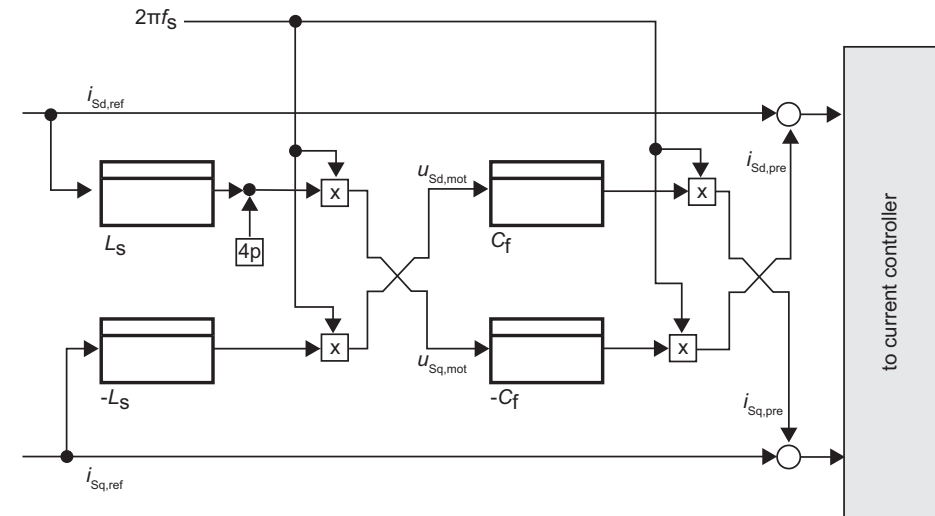 2πfs
iSd,ref
iSd,pre
uSd,mot
x
x
Ls
4p
Cf
to current controller
x
x
uSq,mot
-Ls
-Cf
iSq,pre
iSq,ref